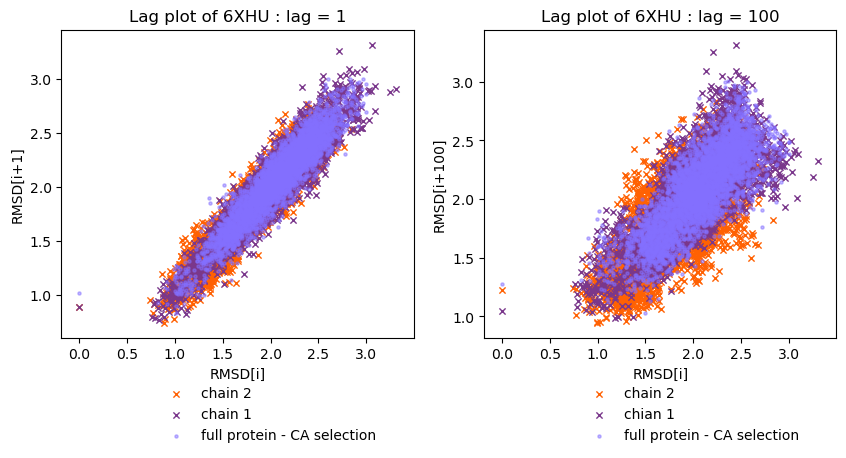 Lag plot of 6XHU : lag = 1
RMSD[i+1]
3.0
2.5
2.0
1.5
1.0
0.0
0.5
1.0
1.5
2.0
2.5
3.0
RMSD[i]
chain 2
chain 1
full protein - CA selection
Lag plot of 6XHU : lag = 100
RMSD[i+100]
3.0
2.5
2.0
1.5
1.0
0.0
0.5
1.0
1.5
2.0
2.5
3.0
RMSD[i]
chain 2
chian 1
full protein - CA selection